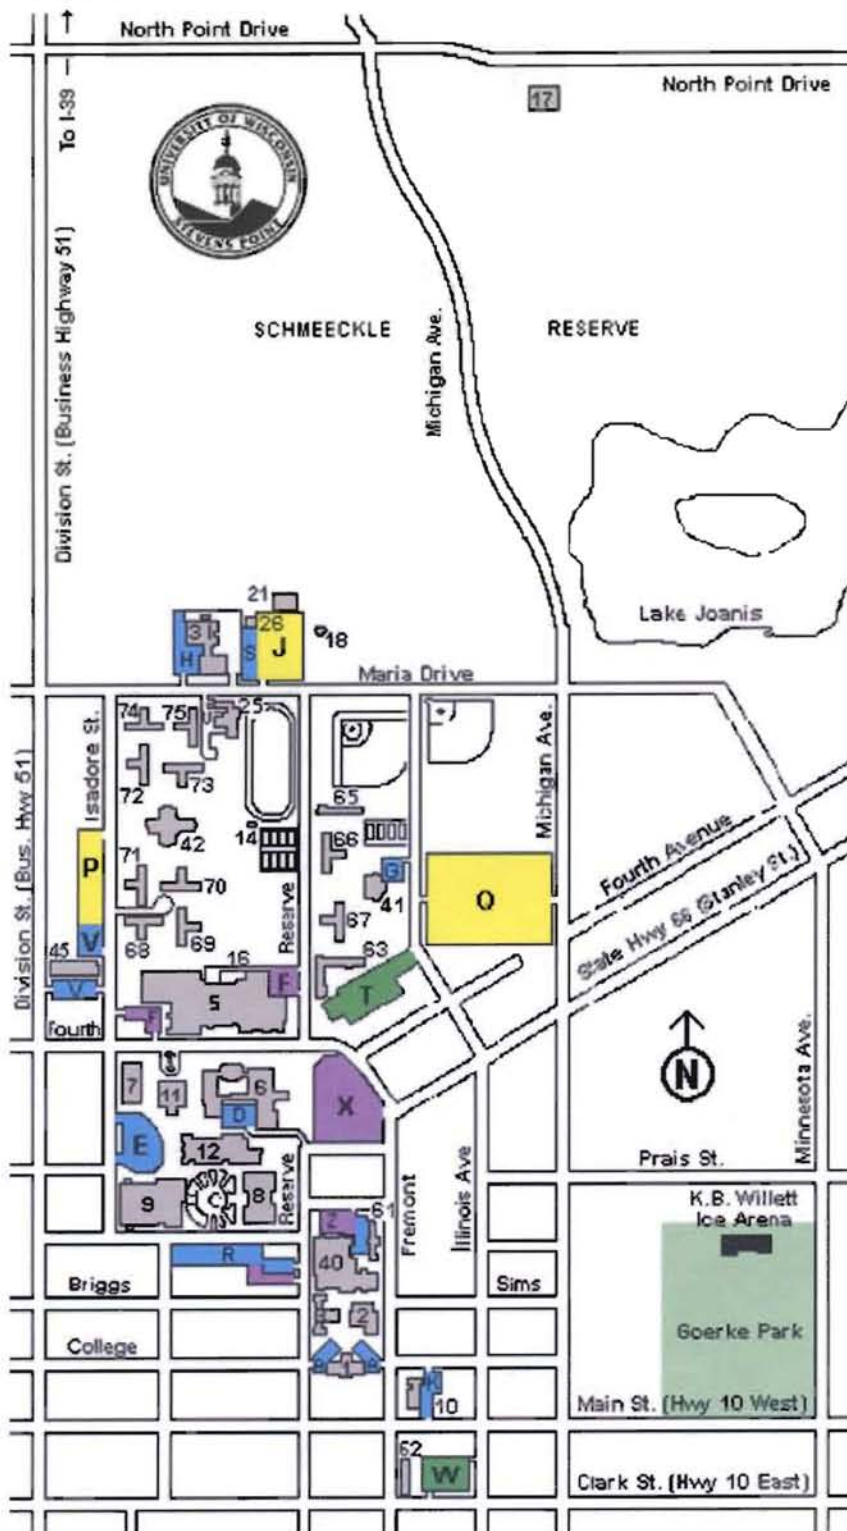 North Point Drive
To I-39
North Point Drive
17
UNIVERSITY OF WISCONSIN
STEVENS POINT
Division St. (Business Highway 51)
SCHMEECKLE
RESERVE
Michigan Ave.
Lake Joanis
21
31
26
18
H
S
J
Maria Drive
74
75
25
Isadore St.
Michigan Ave.
72
73
65
14
42
66
Fourth Avenue
P
71
70
G
Q
41
Division St. (Bus. Hwy 51)
Reserve
67
State Hwy 66 (Stanley St.)
V
68
69
45
16
63
V
5
F
T
F
Fourth
N
Minnesota Ave.
7
11
6
X
D
E
12
Prais St.
9
8
Reserve
Fremont
Illinois Ave
K.B. Willett
Ice Arena
Z
61
R
40
Briggs
Sims
2
Goerke Park
College
1
K
10
Main St. (Hwy 10 West)
62
W
Clark St. (Hwy 10 East)